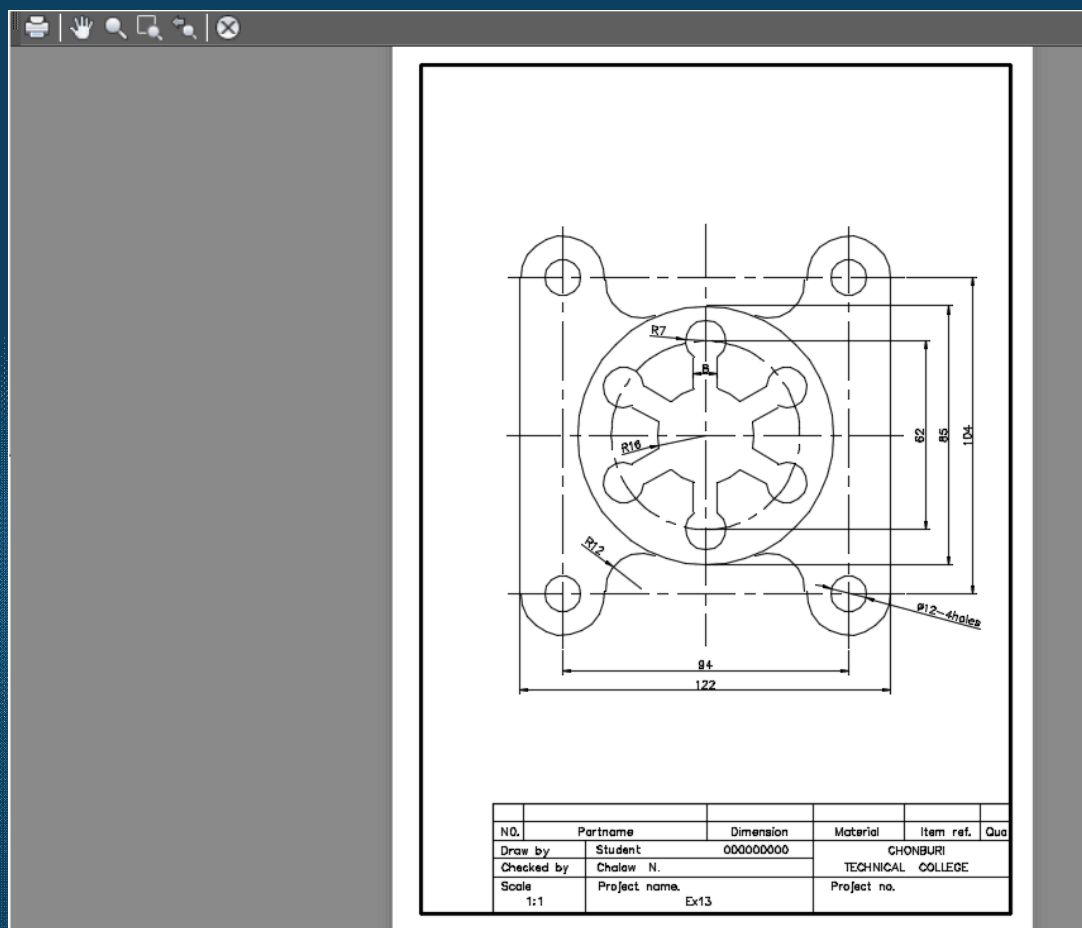 R7
8
R16
62
85
104
R12
ø12-4holes
94
122
NO. Partname Dimension Material Item ref. Qua
Draw by Student 000000000 CHONBURI
Checked by Chalaw N. TECHNICAL COLLEGE
Scale Project name. Project no.
1:1 Ex13